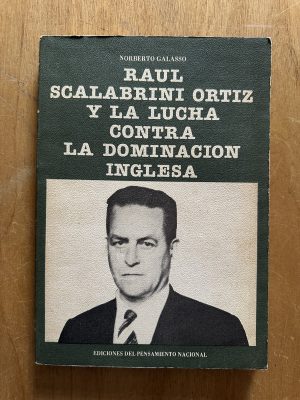 NORBERTO GALASSO
RAUL
SCALABRINI ORTIZ
Y LA LUCHA
CONTRA
LA DOMINACION
INGLESA
EDICIONES DEL PENSAMIENTO NACIONAL